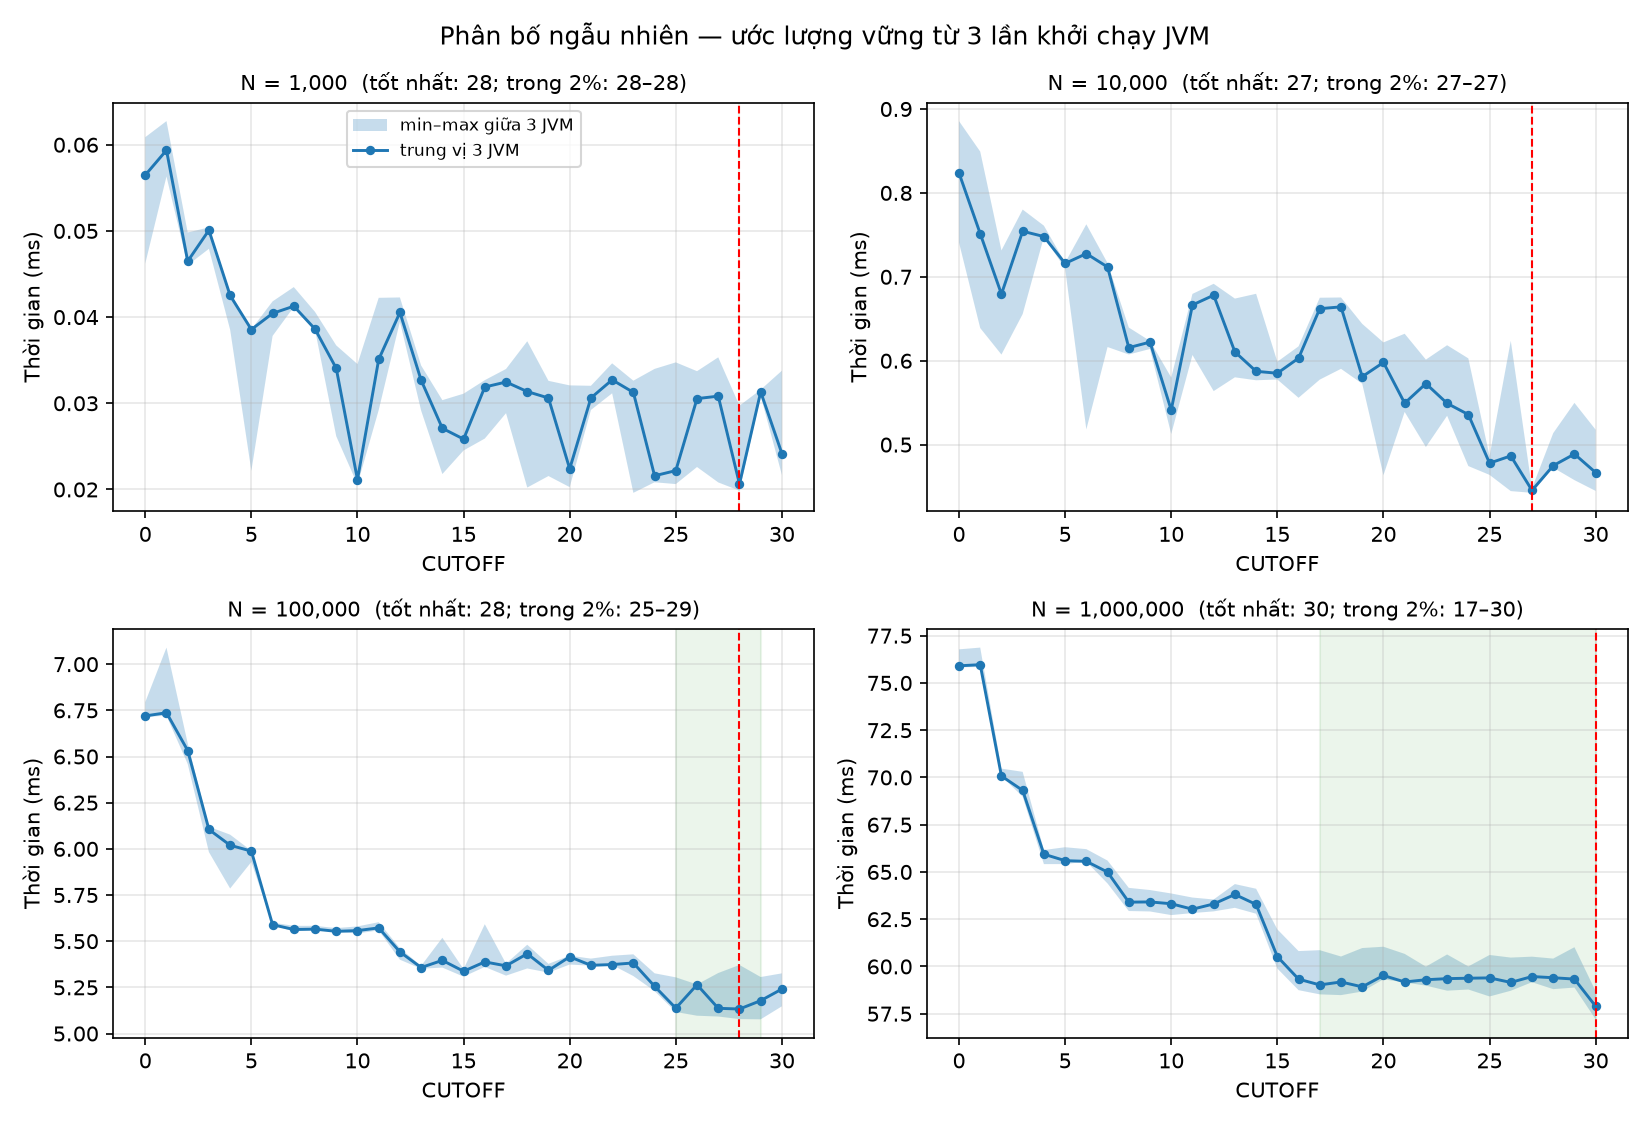 Phân bố ngẫu nhiên — ước lượng vững từ 3 lần khởi chạy JVM
N = 1,000  (tốt nhất: 28; trong 2%: 28–28)
min–max giữa 3 JVM
trung vị 3 JVM
Thời gian (ms)
0.06
0.05
0.04
0.03
0.02
0 5 10 15 20 25 30
CUTOFF
N = 10,000  (tốt nhất: 27; trong 2%: 27–27)
Thời gian (ms)
0.9
0.8
0.7
0.6
0.5
0 5 10 15 20 25 30
CUTOFF
N = 100,000  (tốt nhất: 28; trong 2%: 25–29)
Thời gian (ms)
7.00
6.75
6.50
6.25
6.00
5.75
5.50
5.25
5.00
0 5 10 15 20 25 30
CUTOFF
N = 1,000,000  (tốt nhất: 30; trong 2%: 17–30)
Thời gian (ms)
77.5
75.0
72.5
70.0
67.5
65.0
62.5
60.0
57.5
0 5 10 15 20 25 30
CUTOFF